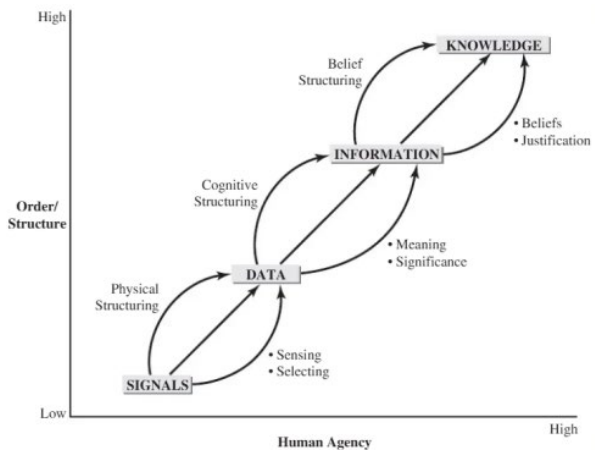 High
KNOWLEDGE
Belief
Structuring
• Beliefs
• Justification
INFORMATION
Cognitive
Structuring
Order/
Structure
• Meaning
• Significance
DATA
Physical
Structuring
• Sensing
• Selecting
SIGNALS
Low
High
Human Agency